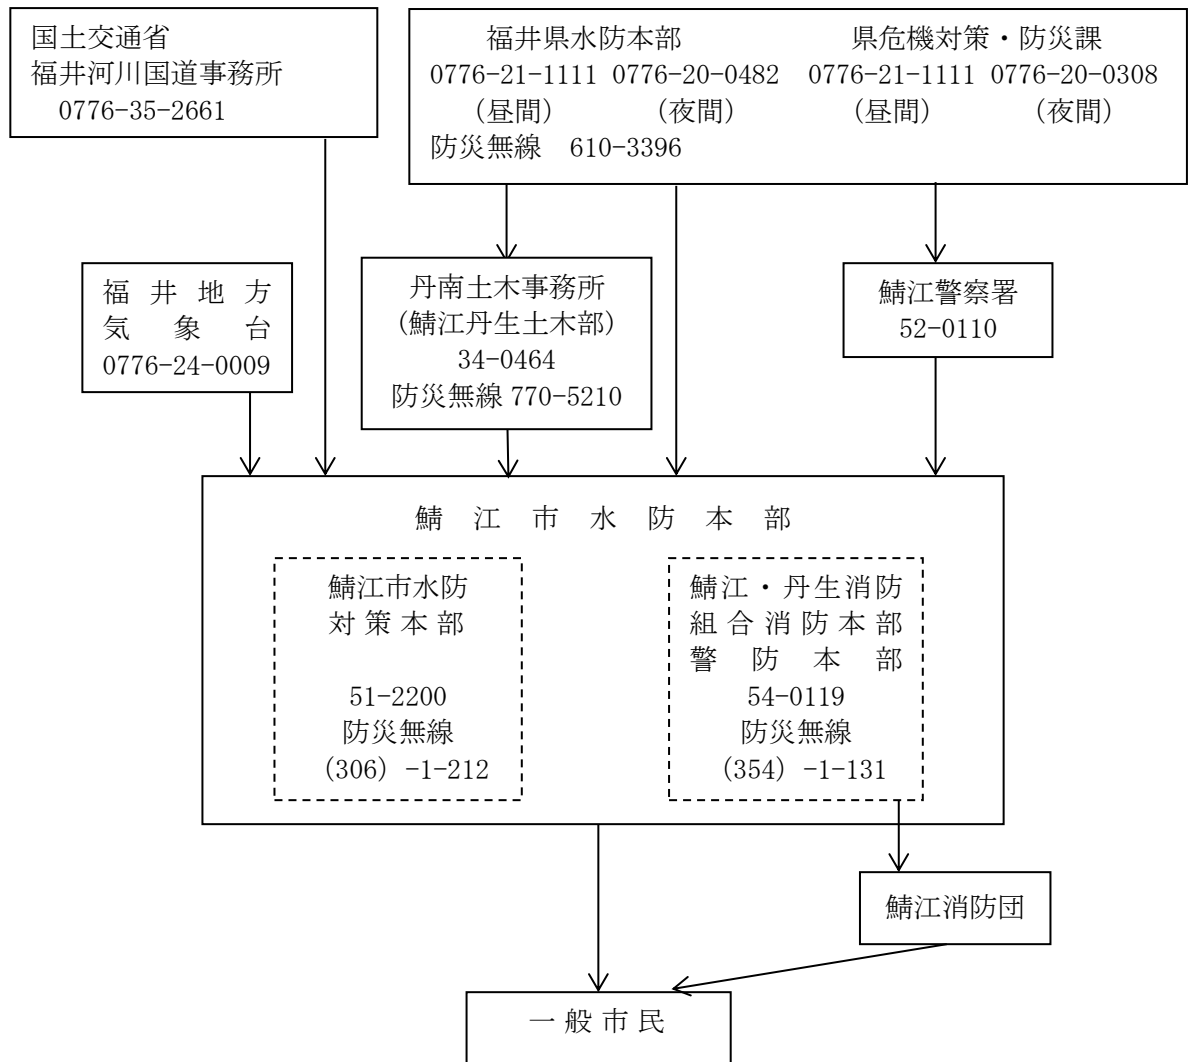 国土交通省
福井河川国道事務所
0776-35-2661
福井県水防本部 県危機対策・防災課
0776-21-1111 0776-20-0482 0776-21-1111 0776-20-0308
(昼間) (夜間) (昼間) (夜間)
防災無線 610-3396
福井地方
気象台
0776-24-0009
丹南土木事務所
(鯖江丹生土木部)
34-0464
防災無線 770-5210
鯖江警察署
52-0110
鯖江市水防本部
鯖江市水防
対策本部
51-2200
防災無線
(306) -1-212
鯖江・丹生消防
組合消防本部
警防本部
54-0119
防災無線
(354) -1-131
鯖江消防団
一般市民